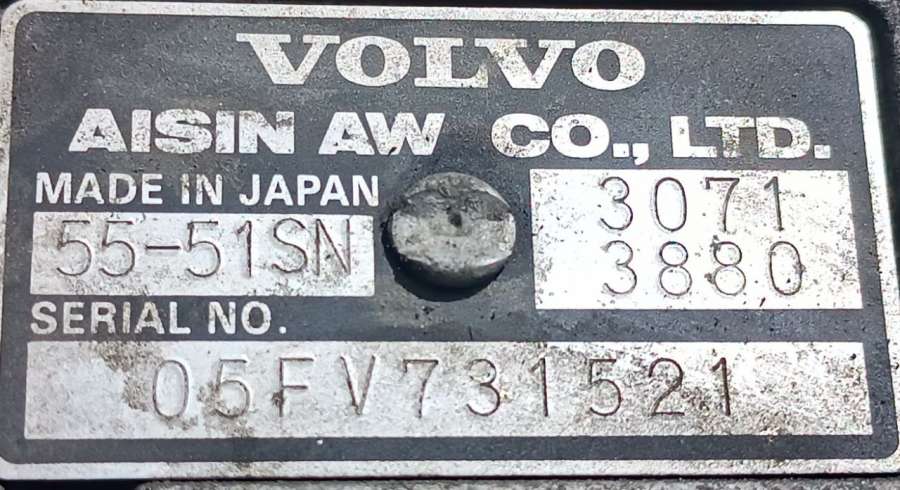 VOLVO
AISIN AW CO., LTD.
MADE IN JAPAN
55-51SN
3071
3880
SERIAL NO.
05FV731521